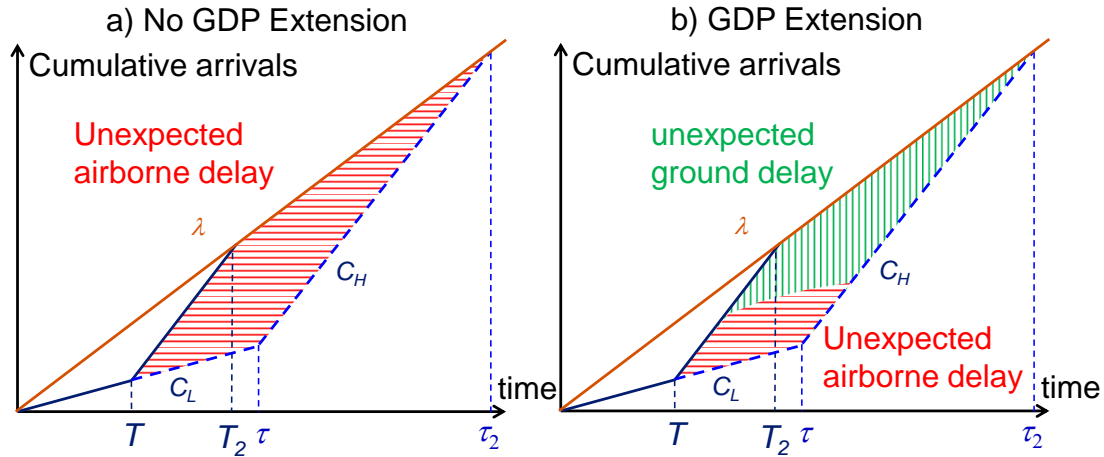 a) No GDP Extension
Cumulative arrivals
Unexpected
airborne delay
λ
C_H
C_L
time
T
T_2
τ
τ_2
b) GDP Extension
Cumulative arrivals
unexpected
ground delay
λ
C_H
Unexpected
airborne delay
C_L
time
T
T_2
τ
τ_2